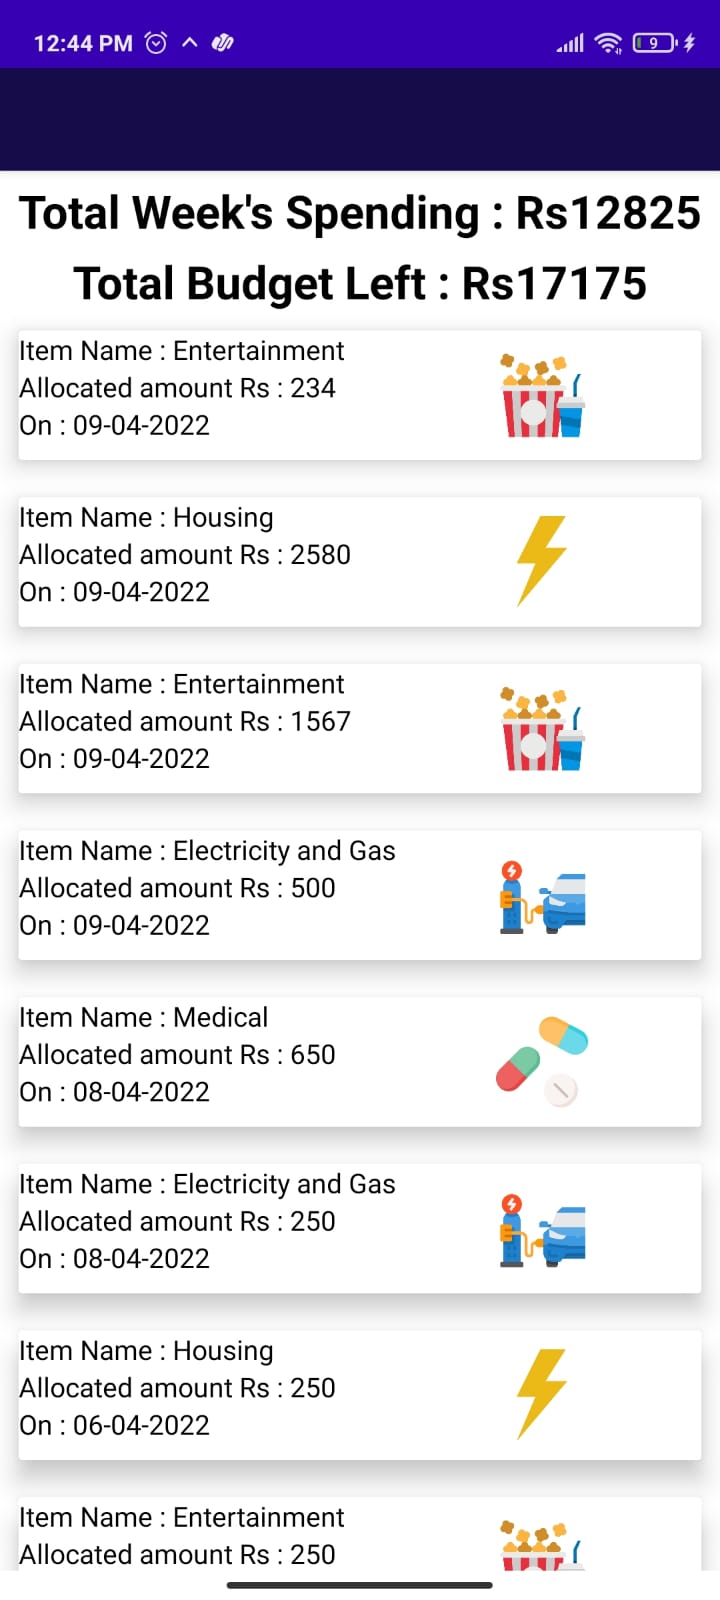 12:44 PM
9
Total Week's Spending : Rs12825
Total Budget Left : Rs17175
Item Name : Entertainment
Allocated amount Rs : 234
On : 09-04-2022
Item Name : Housing
Allocated amount Rs : 2580
On : 09-04-2022
Item Name : Entertainment
Allocated amount Rs : 1567
On : 09-04-2022
Item Name : Electricity and Gas
Allocated amount Rs : 500
On : 09-04-2022
Item Name : Medical
Allocated amount Rs : 650
On : 08-04-2022
Item Name : Electricity and Gas
Allocated amount Rs : 250
On : 08-04-2022
Item Name : Housing
Allocated amount Rs : 250
On : 06-04-2022
Item Name : Entertainment
Allocated amount Rs : 250